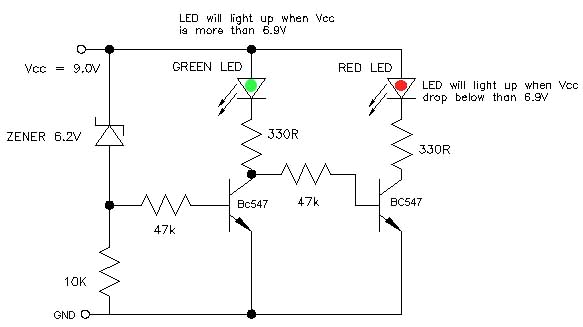 LED will light up when Vcc
is more than 6.9V
Vcc = 9.0V
GREEN LED
RED LED
LED will light up when Vcc
drop below than 6.9V
ZENER 6.2V
330R
330R
47k
Bc547
47k
BC547
10K
GND